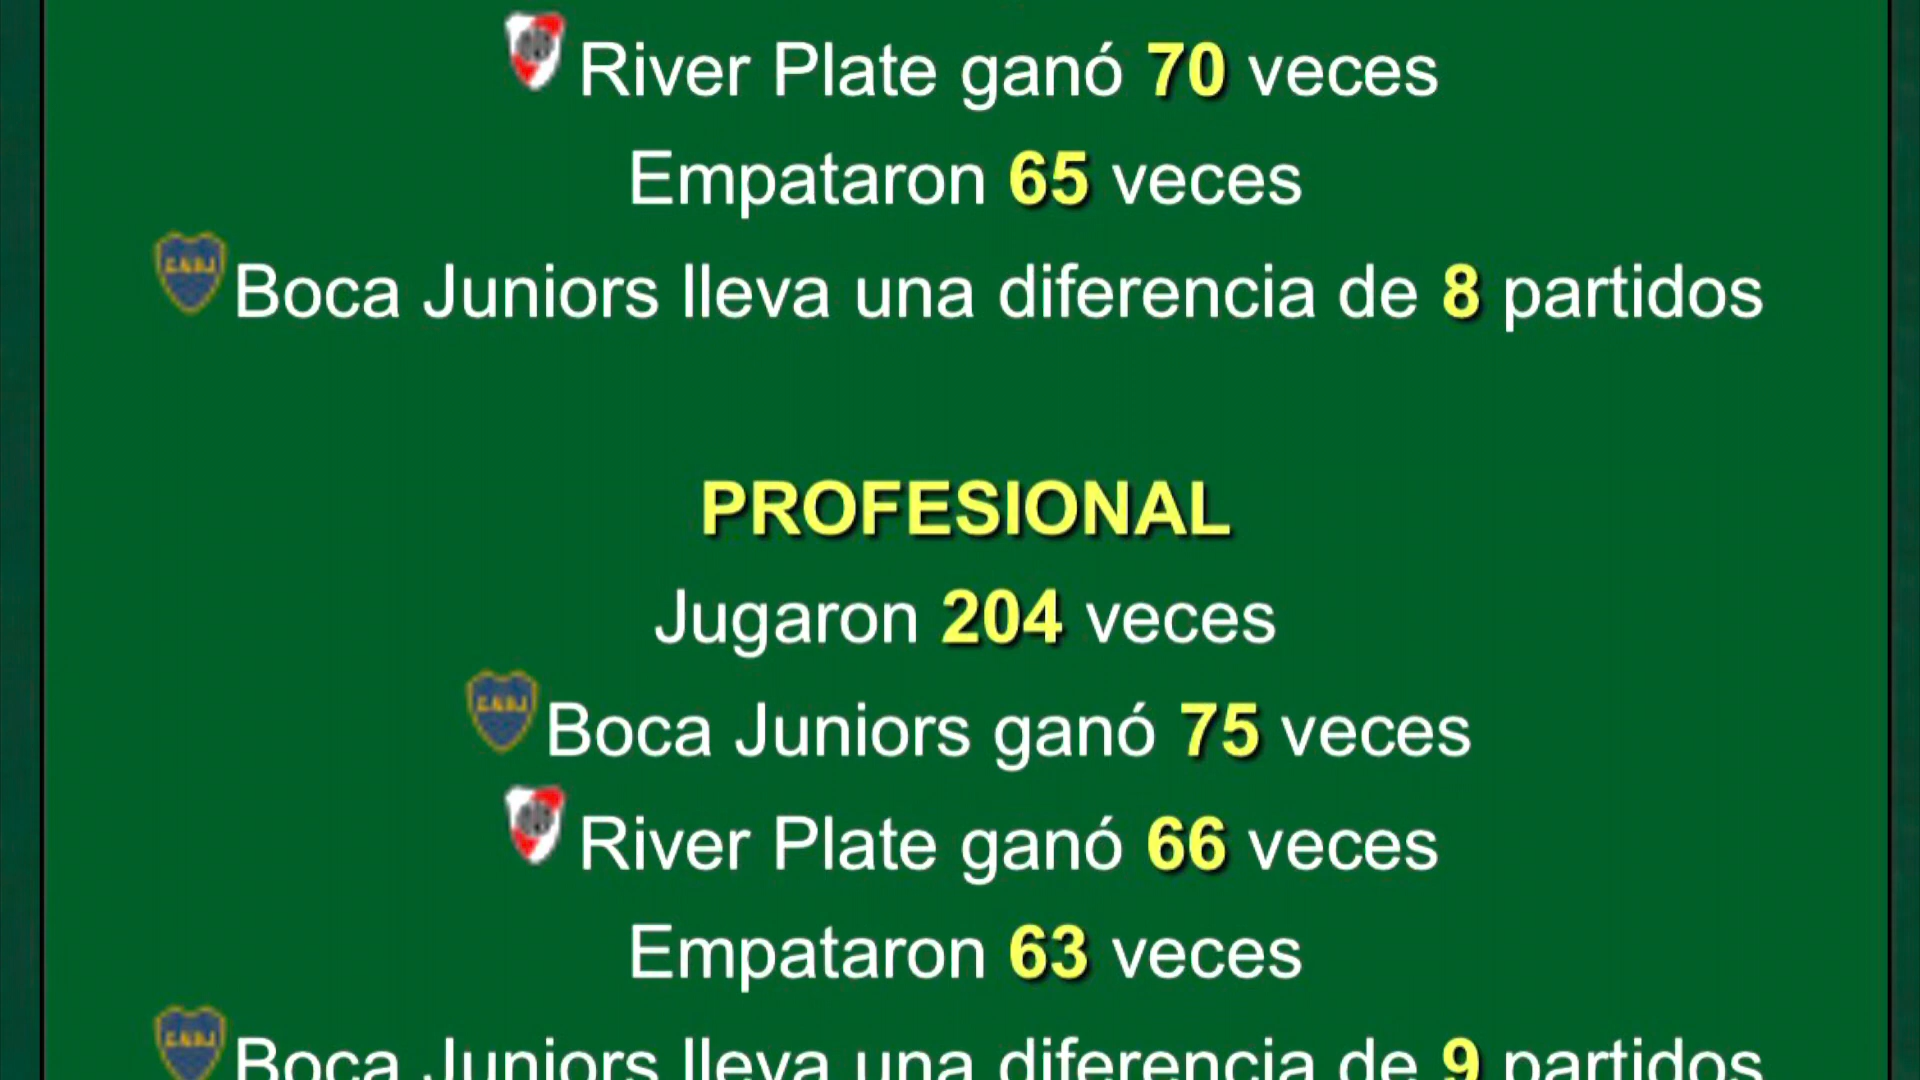 River Plate ganó 70 veces
Empataron 65 veces
Boca Juniors lleva una diferencia de 8 partidos
PROFESIONAL
Jugaron 204 veces
Boca Juniors ganó 75 veces
River Plate ganó 66 veces
Empataron 63 veces
Boca Juniors lleva una diferencia de 9 partidos